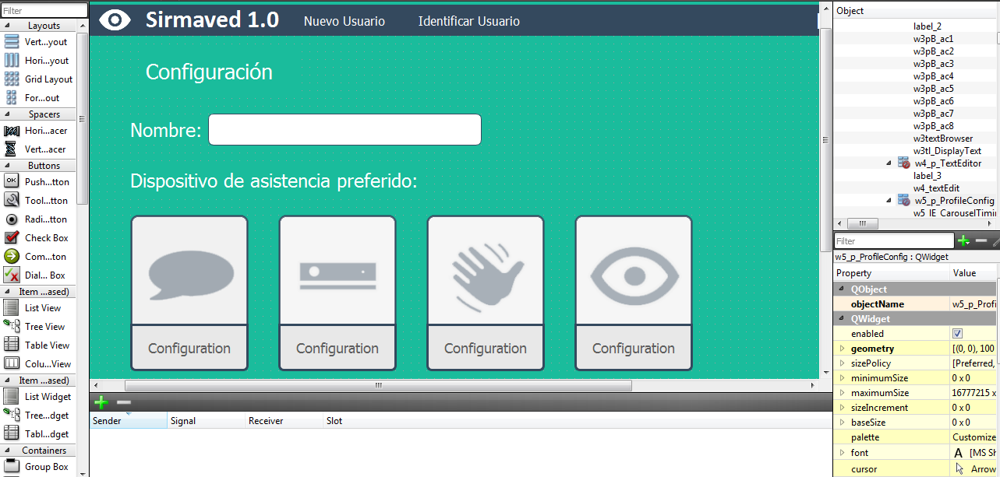 Filter
Layouts
Vert...yout
Hori...yout
Grid Layout
For...out
Spacers
Hori...acer
Vert...acer
Buttons
Push...tton
Tool...tton
Radi...tton
Check Box
Com...ton
Dial... Box
Item ...ased)
List View
Tree View
Table View
Colu...View
Item ...ased)
List Widget
Tree...dget
Tabl...dget
Containers
Group Box
Sirmaved 1.0 Nuevo Usuario Identificar Usuario
Configuración
Nombre:
Dispositivo de asistencia preferido:
Configuration Configuration Configuration Configuration
Sender Signal Receiver Slot
Object
label_2
w3pB_ac1
w3pB_ac2
w3pB_ac3
w3pB_ac4
w3pB_ac5
w3pB_ac6
w3pB_ac7
w3pB_ac8
w3textBrowser
w3tl_DisplayText
w4_p_TextEditor
label_3
w4_textEdit
w5_p_ProfileConfig
w5_IE_CarouselTimin
Filter
w5_p_ProfileConfig : QWidget
Property Value
QObject
objectName w5_p_Profi
QWidget
enabled
geometry [(0, 0), 100
sizePolicy [Preferred,
minimumSize 0 x 0
maximumSize 16777215 x
sizeIncrement 0 x 0
baseSize 0 x 0
palette Customize
font A [MS Sh
cursor Arrow